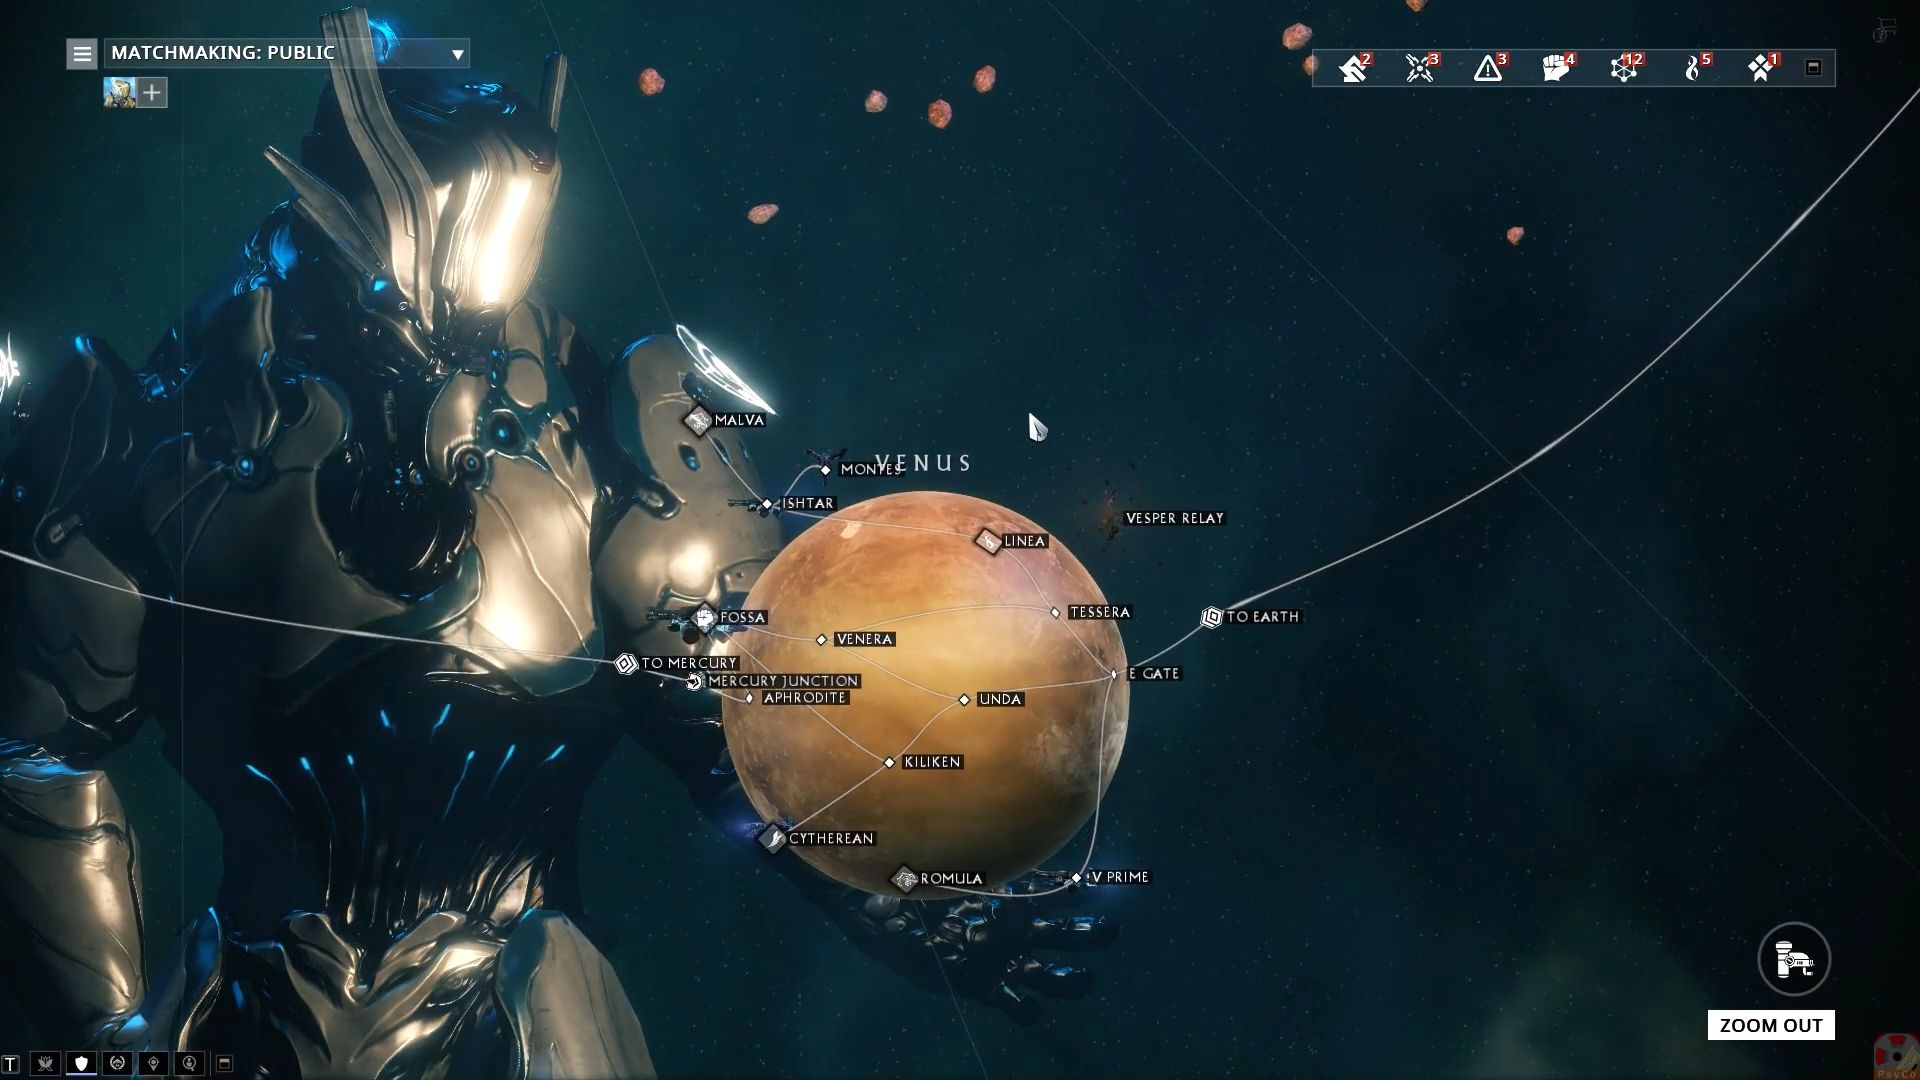 MATCHMAKING: PUBLIC
2
3
3
4
12
5
1
MALVA
VENUS
MONTES
ISHTAR
VESPER RELAY
LINEA
TESSERA
FOSSA
TO EARTH
VENERA
TO MERCURY
E GATE
MERCURY JUNCTION
APHRODITE
UNDA
KILIKEN
CYTHEREAN
ROMULA
V PRIME
ZOOM OUT
T
PsyCo